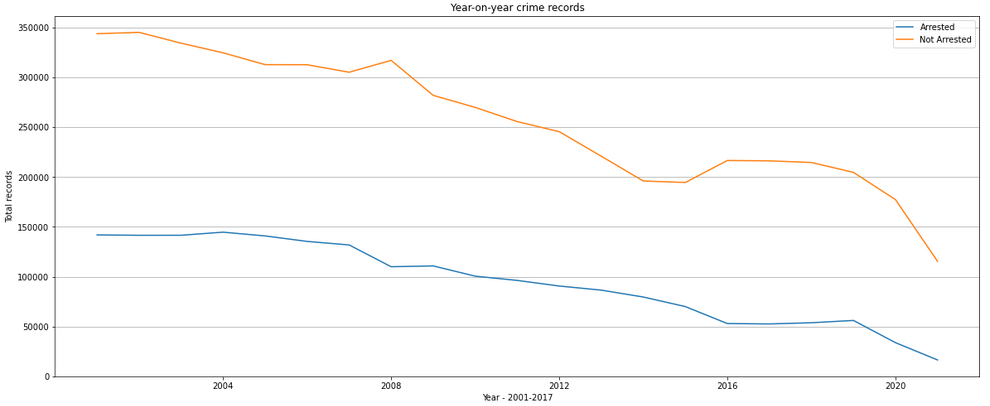 Year-on-year crime records
Arrested
Not Arrested
350000
300000
250000
200000
150000
100000
50000
0
Total records
2004 2008 2012 2016 2020
Year - 2001-2017